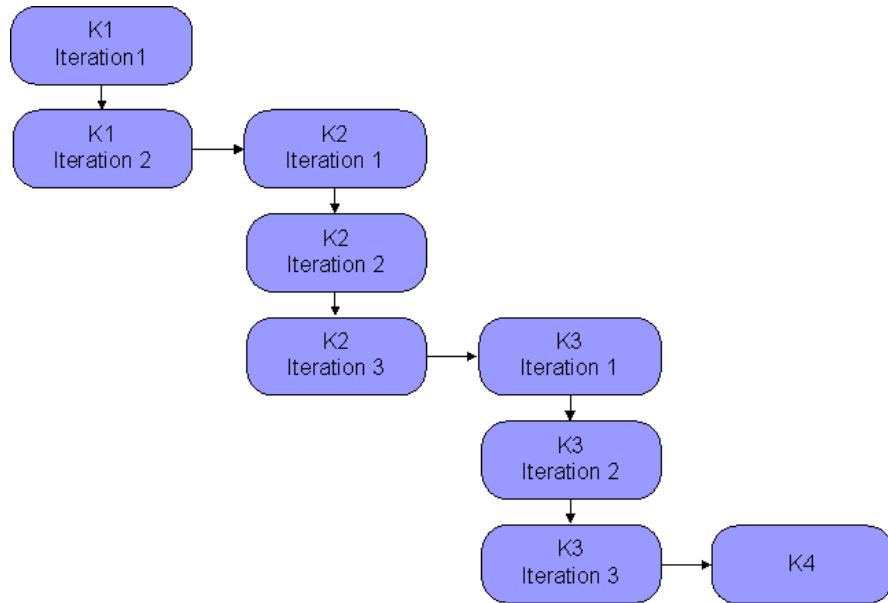 K1
Iteration1
K1
Iteration 2
K2
Iteration 1
K2
Iteration 2
K2
Iteration 3
K3
Iteration 1
K3
Iteration 2
K3
Iteration 3
K4